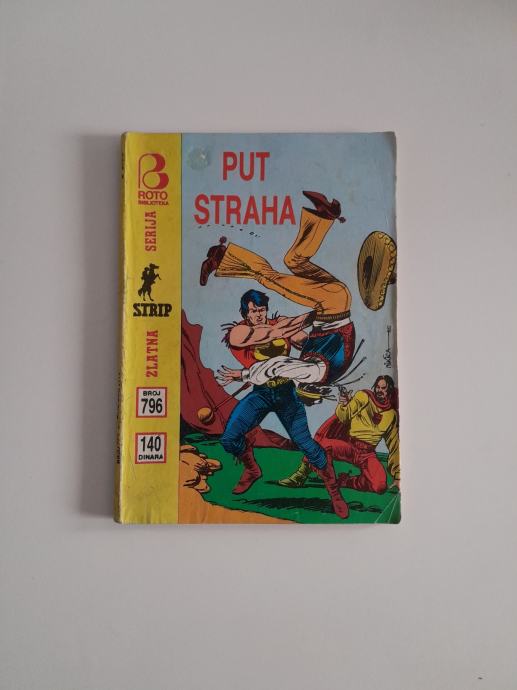 ROTO
BIBLIOTEKA
ZLATNA SERIJA
STRIP
BROJ
796
140
DINARA
PUT
STRAHA